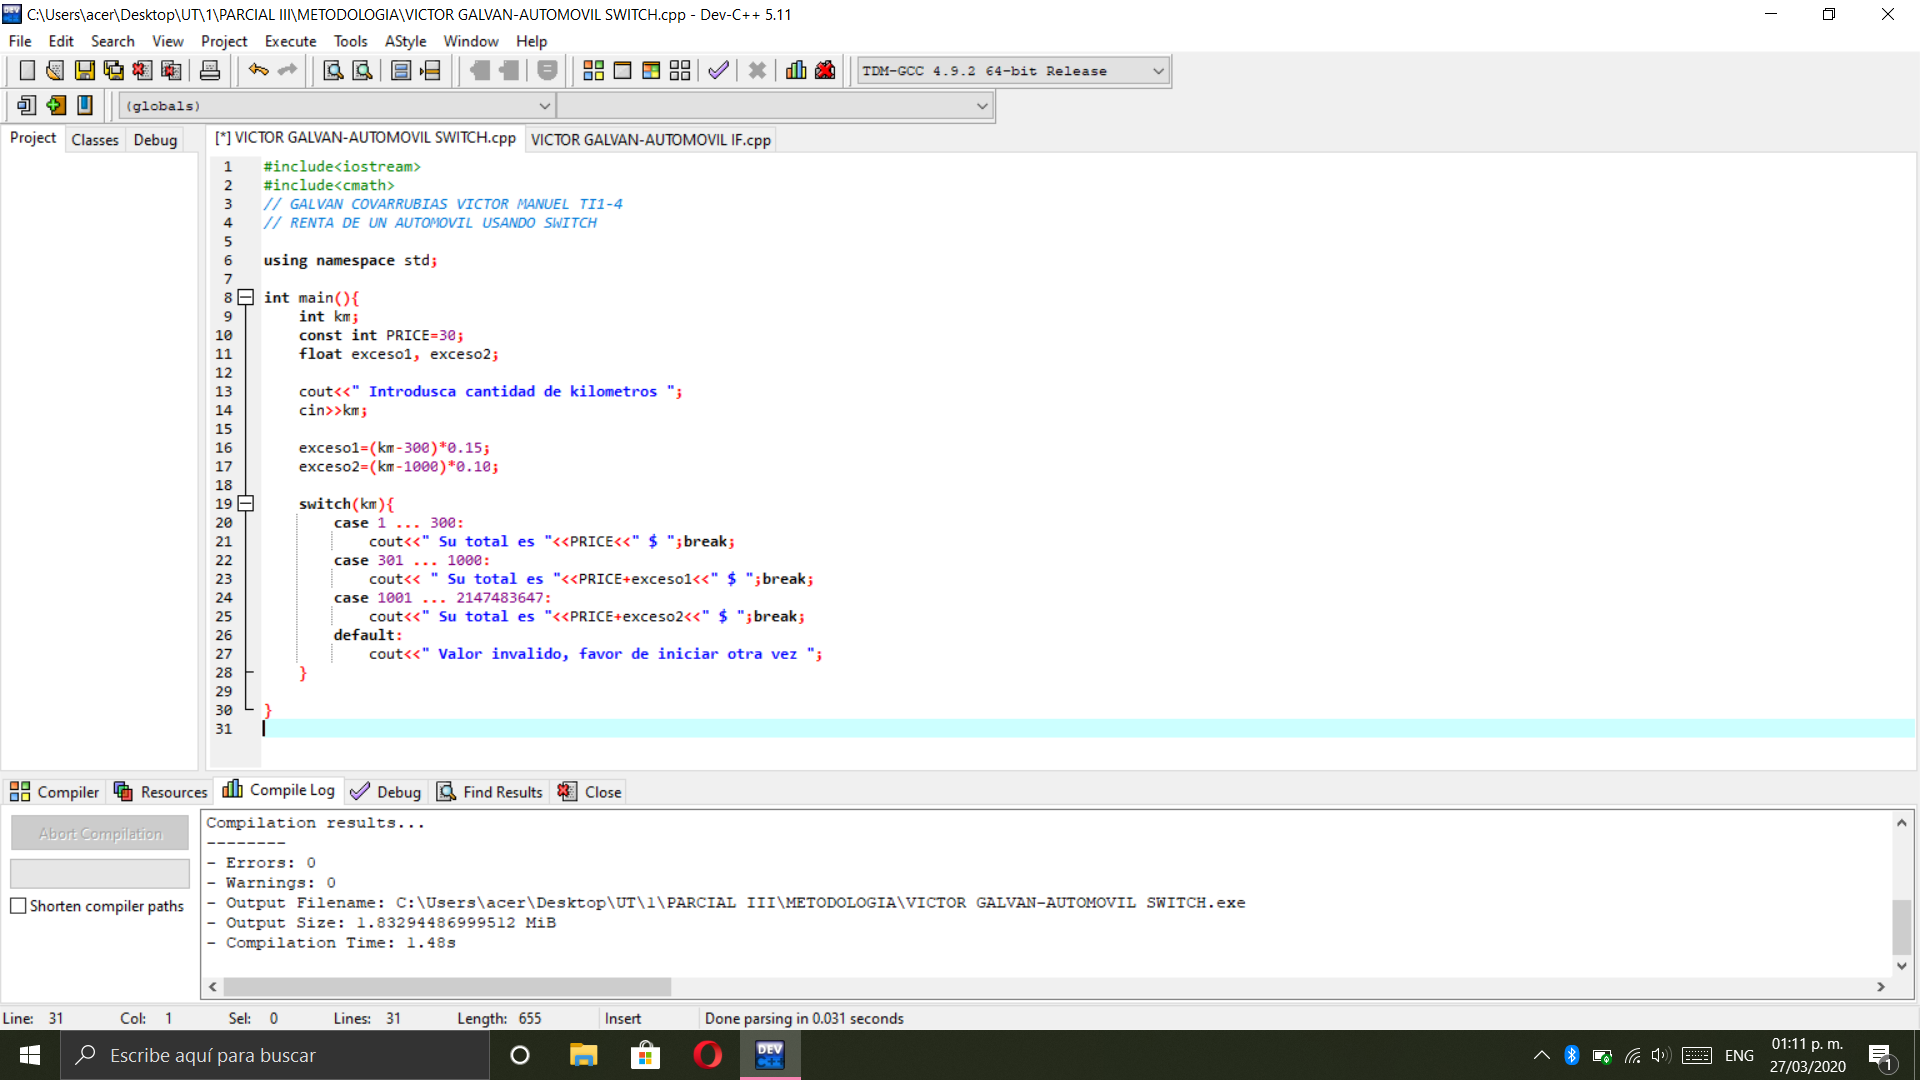 C:\Users\acer\Desktop\UT\1\PARCIAL III\METODOLOGIA\VICTOR GALVAN-AUTOMOVIL SWITCH.cpp - Dev-C++ 5.11
File Edit Search View Project Execute Tools AStyle Window Help
TDM-GCC 4.9.2 64-bit Release
(globals)
Project Classes Debug
[*] VICTOR GALVAN-AUTOMOVIL SWITCH.cpp VICTOR GALVAN-AUTOMOVIL IF.cpp
1 #include<iostream>
2 #include<cmath>
3 // GALVAN COVARRUBIAS VICTOR MANUEL TI1-4
4 // RENTA DE UN AUTOMOVIL USANDO SWITCH
5
6 using namespace std;
7
8 int main(){
9 int km;
10 const int PRICE=30;
11 float exceso1, exceso2;
12
13 cout<<" Introdusca cantidad de kilometros ";
14 cin>>km;
15
16 exceso1=(km-300)*0.15;
17 exceso2=(km-1000)*0.10;
18
19 switch(km){
20 case 1 ... 300:
21 cout<<" Su total es "<<PRICE<<" $ ";break;
22 case 301 ... 1000:
23 cout<< " Su total es "<<PRICE+exceso1<<" $ ";break;
24 case 1001 ... 2147483647:
25 cout<<" Su total es "<<PRICE+exceso2<<" $ ";break;
26 default:
27 cout<<" Valor invalido, favor de iniciar otra vez ";
28 }
29
30 }
31
Compiler Resources Compile Log Debug Find Results Close
Abort Compilation
Shorten compiler paths
Compilation results...
--------
- Errors: 0
- Warnings: 0
- Output Filename: C:\Users\acer\Desktop\UT\1\PARCIAL III\METODOLOGIA\VICTOR GALVAN-AUTOMOVIL SWITCH.exe
- Output Size: 1.83294486999512 MiB
- Compilation Time: 1.48s
Line: 31 Col: 1 Sel: 0 Lines: 31 Length: 655 Insert Done parsing in 0.031 seconds
Escribe aquí para buscar
DEV C++
ENG
01:11 p. m.
27/03/2020
1